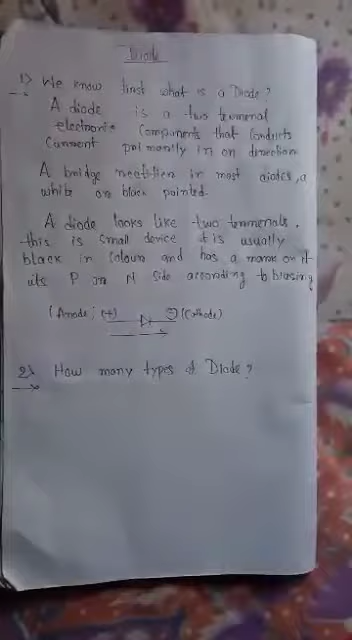 Diode
1) We know first what is a Diode?
A diode is a two terminal
electronic components that conducts
current primarily in on direction
A bridge rectifier in most diodes, a
white on black pointed.
A diode looks like two terminals.
this is small device it is usually
black in colour and has a mark on it
its P or N side according to biasing
(Anode) (+) (-) (Cathode)
2) How many types of Diode?